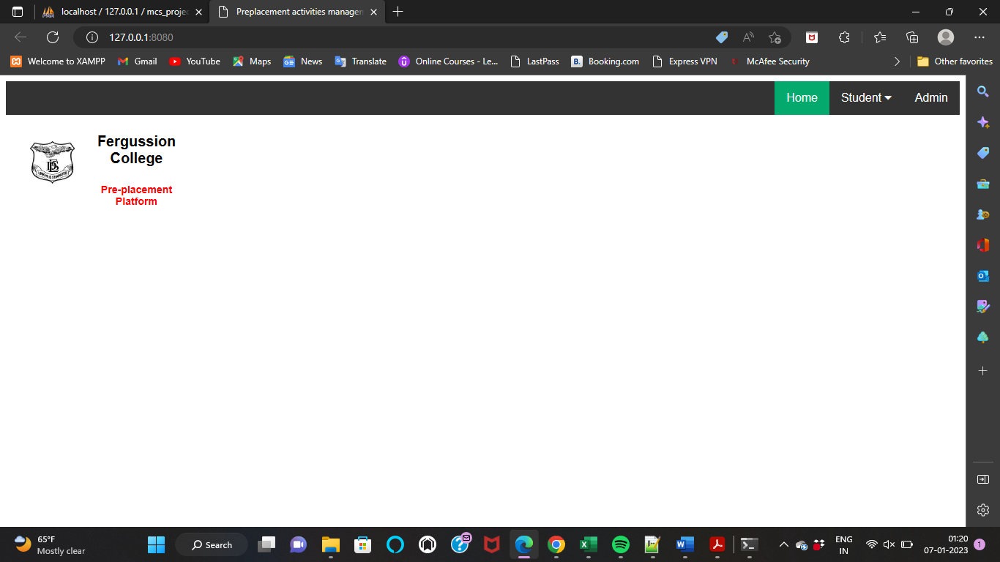 localhost / 127.0.0.1 / mcs_projec
Preplacement activities managem
127.0.0.1:8080
Welcome to XAMPP
Gmail
YouTube
Maps
News
Translate
Online Courses - Le...
LastPass
B.
Booking.com
Express VPN
McAfee Security
Other favorites
Home
Student
Admin
Fergussion
College
Pre-placement
Platform
65°F
Mostly clear
Search
ENG
IN
01:20
07-01-2023
1